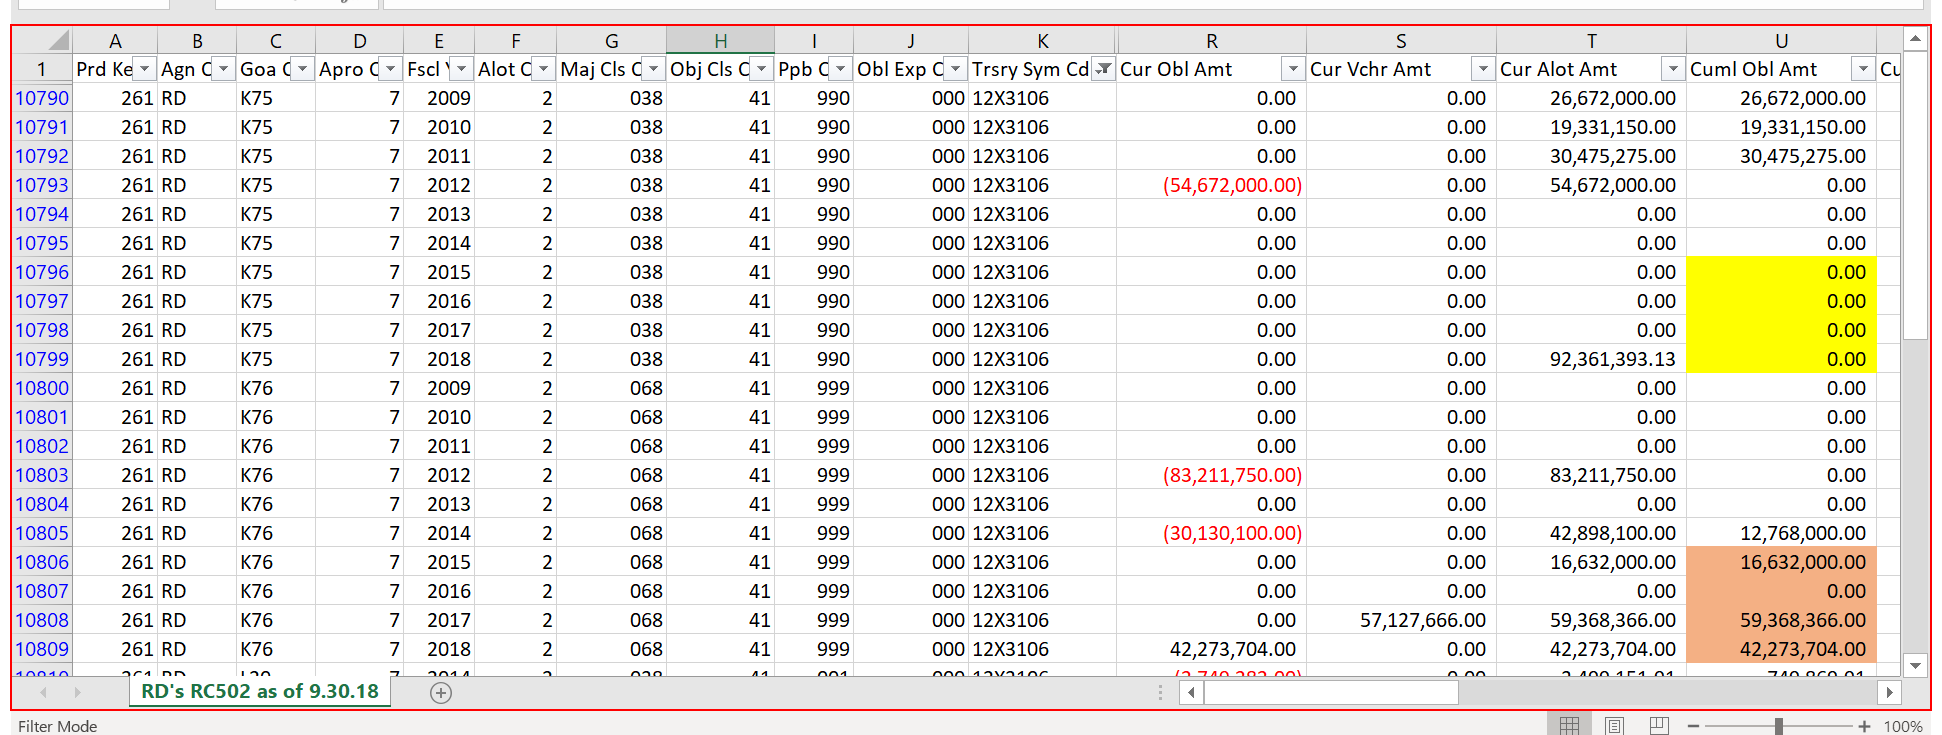 A B C D E F G H I J K R S T U
1 Prd Ke Agn C Goa C Apro C Fscl Y Alot C Maj Cls C Obj Cls C Ppb C Obl Exp C Trsry Sym Cd Cur Obl Amt Cur Vchr Amt Cur Alot Amt Cuml Obl Amt Cu
10790 261 RD K75 7 2009 2 038 41 990 000 12X3106 0.00 0.00 26,672,000.00 26,672,000.00
10791 261 RD K75 7 2010 2 038 41 990 000 12X3106 0.00 0.00 19,331,150.00 19,331,150.00
10792 261 RD K75 7 2011 2 038 41 990 000 12X3106 0.00 0.00 30,475,275.00 30,475,275.00
10793 261 RD K75 7 2012 2 038 41 990 000 12X3106 (54,672,000.00) 0.00 54,672,000.00 0.00
10794 261 RD K75 7 2013 2 038 41 990 000 12X3106 0.00 0.00 0.00 0.00
10795 261 RD K75 7 2014 2 038 41 990 000 12X3106 0.00 0.00 0.00 0.00
10796 261 RD K75 7 2015 2 038 41 990 000 12X3106 0.00 0.00 0.00 0.00
10797 261 RD K75 7 2016 2 038 41 990 000 12X3106 0.00 0.00 0.00 0.00
10798 261 RD K75 7 2017 2 038 41 990 000 12X3106 0.00 0.00 0.00 0.00
10799 261 RD K75 7 2018 2 038 41 990 000 12X3106 0.00 0.00 92,361,393.13 0.00
10800 261 RD K76 7 2009 2 068 41 999 000 12X3106 0.00 0.00 0.00 0.00
10801 261 RD K76 7 2010 2 068 41 999 000 12X3106 0.00 0.00 0.00 0.00
10802 261 RD K76 7 2011 2 068 41 999 000 12X3106 0.00 0.00 0.00 0.00
10803 261 RD K76 7 2012 2 068 41 999 000 12X3106 (83,211,750.00) 0.00 83,211,750.00 0.00
10804 261 RD K76 7 2013 2 068 41 999 000 12X3106 0.00 0.00 0.00 0.00
10805 261 RD K76 7 2014 2 068 41 999 000 12X3106 (30,130,100.00) 0.00 42,898,100.00 12,768,000.00
10806 261 RD K76 7 2015 2 068 41 999 000 12X3106 0.00 0.00 16,632,000.00 16,632,000.00
10807 261 RD K76 7 2016 2 068 41 999 000 12X3106 0.00 0.00 0.00 0.00
10808 261 RD K76 7 2017 2 068 41 999 000 12X3106 0.00 57,127,666.00 59,368,366.00 59,368,366.00
10809 261 RD K76 7 2018 2 068 41 999 000 12X3106 42,273,704.00 0.00 42,273,704.00 42,273,704.00
RD's RC502 as of 9.30.18
Filter Mode 100%